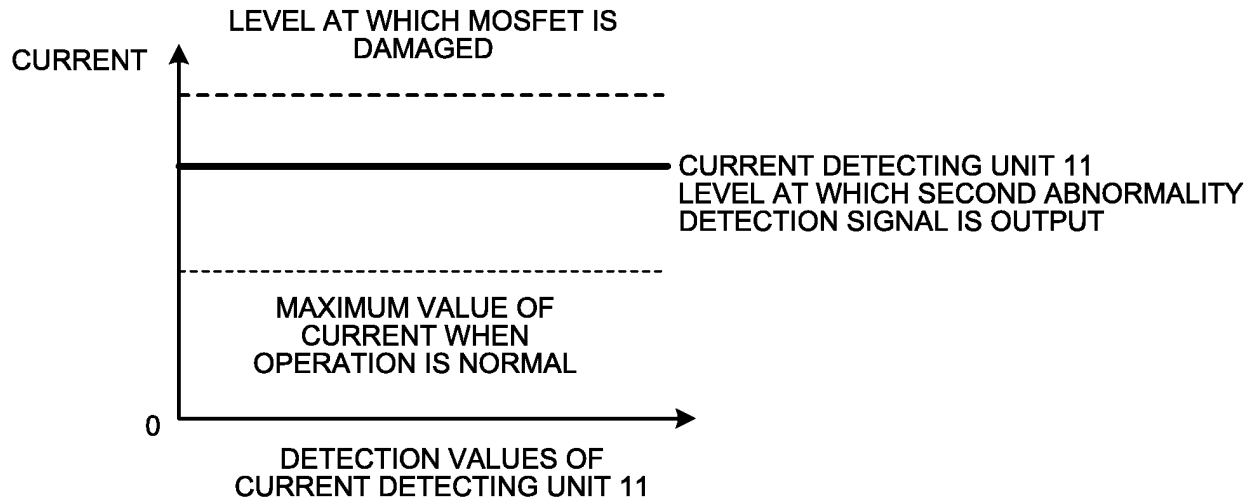 LEVEL AT WHICH MOSFET IS
DAMAGED
CURRENT
CURRENT DETECTING UNIT 11
LEVEL AT WHICH SECOND ABNORMALITY
DETECTION SIGNAL IS OUTPUT
MAXIMUM VALUE OF
CURRENT WHEN
OPERATION IS NORMAL
0
DETECTION VALUES OF
CURRENT DETECTING UNIT 11